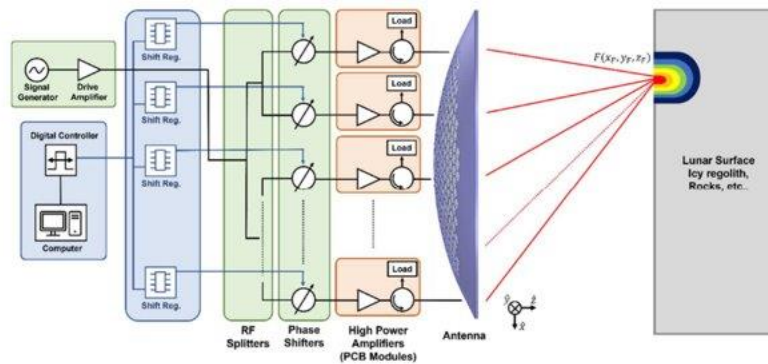 Shift Reg.
Load
F(x_F, y_F, z_F)
Signal
Generator
Drive
Amplifier
Shift Reg.
Load
Digital Controller
Shift Reg.
Load
Lunar Surface
Icy regolith,
Rocks, etc..
Computer
Shift Reg.
Load
ŷ
ẑ
x̂
RF
Splitters
Phase
Shifters
High Power
Amplifiers
(PCB Modules)
Antenna